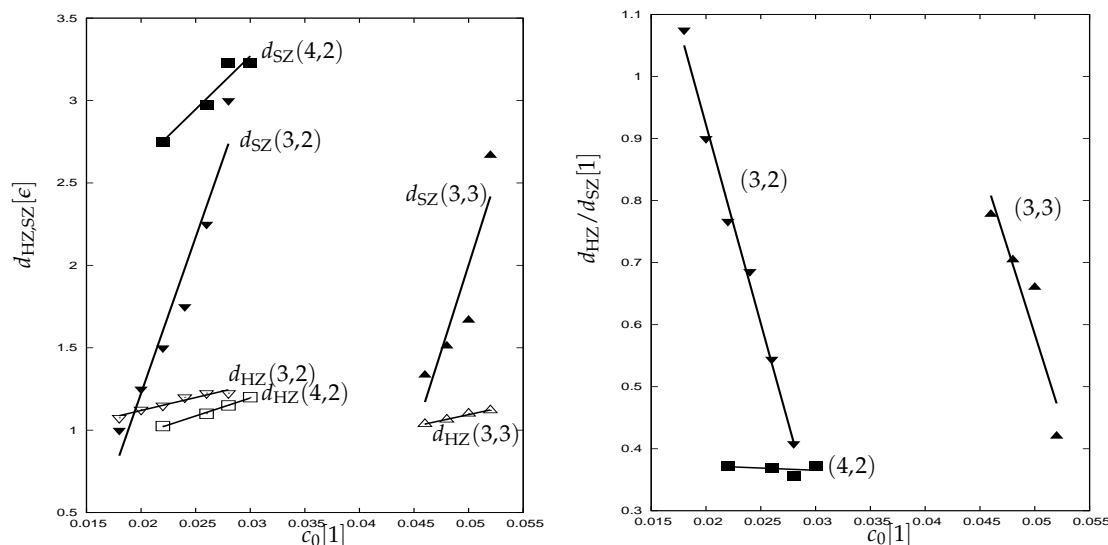 3.5
3
2.5
2
1.5
1
0.5
d_HZ,SZ[ϵ]
d_SZ(4,2)
d_SZ(3,2)
d_SZ(3,3)
d_HZ(3,2)
d_HZ(4,2)
d_HZ(3,3)
0.015 0.02 0.025 0.03 0.035 0.04 0.045 0.05 0.055
c_0[1]
1.1
1
0.9
0.8
0.7
0.6
0.5
0.4
0.3
d_HZ/d_SZ[1]
(3,2)
(3,3)
(4,2)
0.015 0.02 0.025 0.03 0.035 0.04 0.045 0.05 0.055
c_0[1]